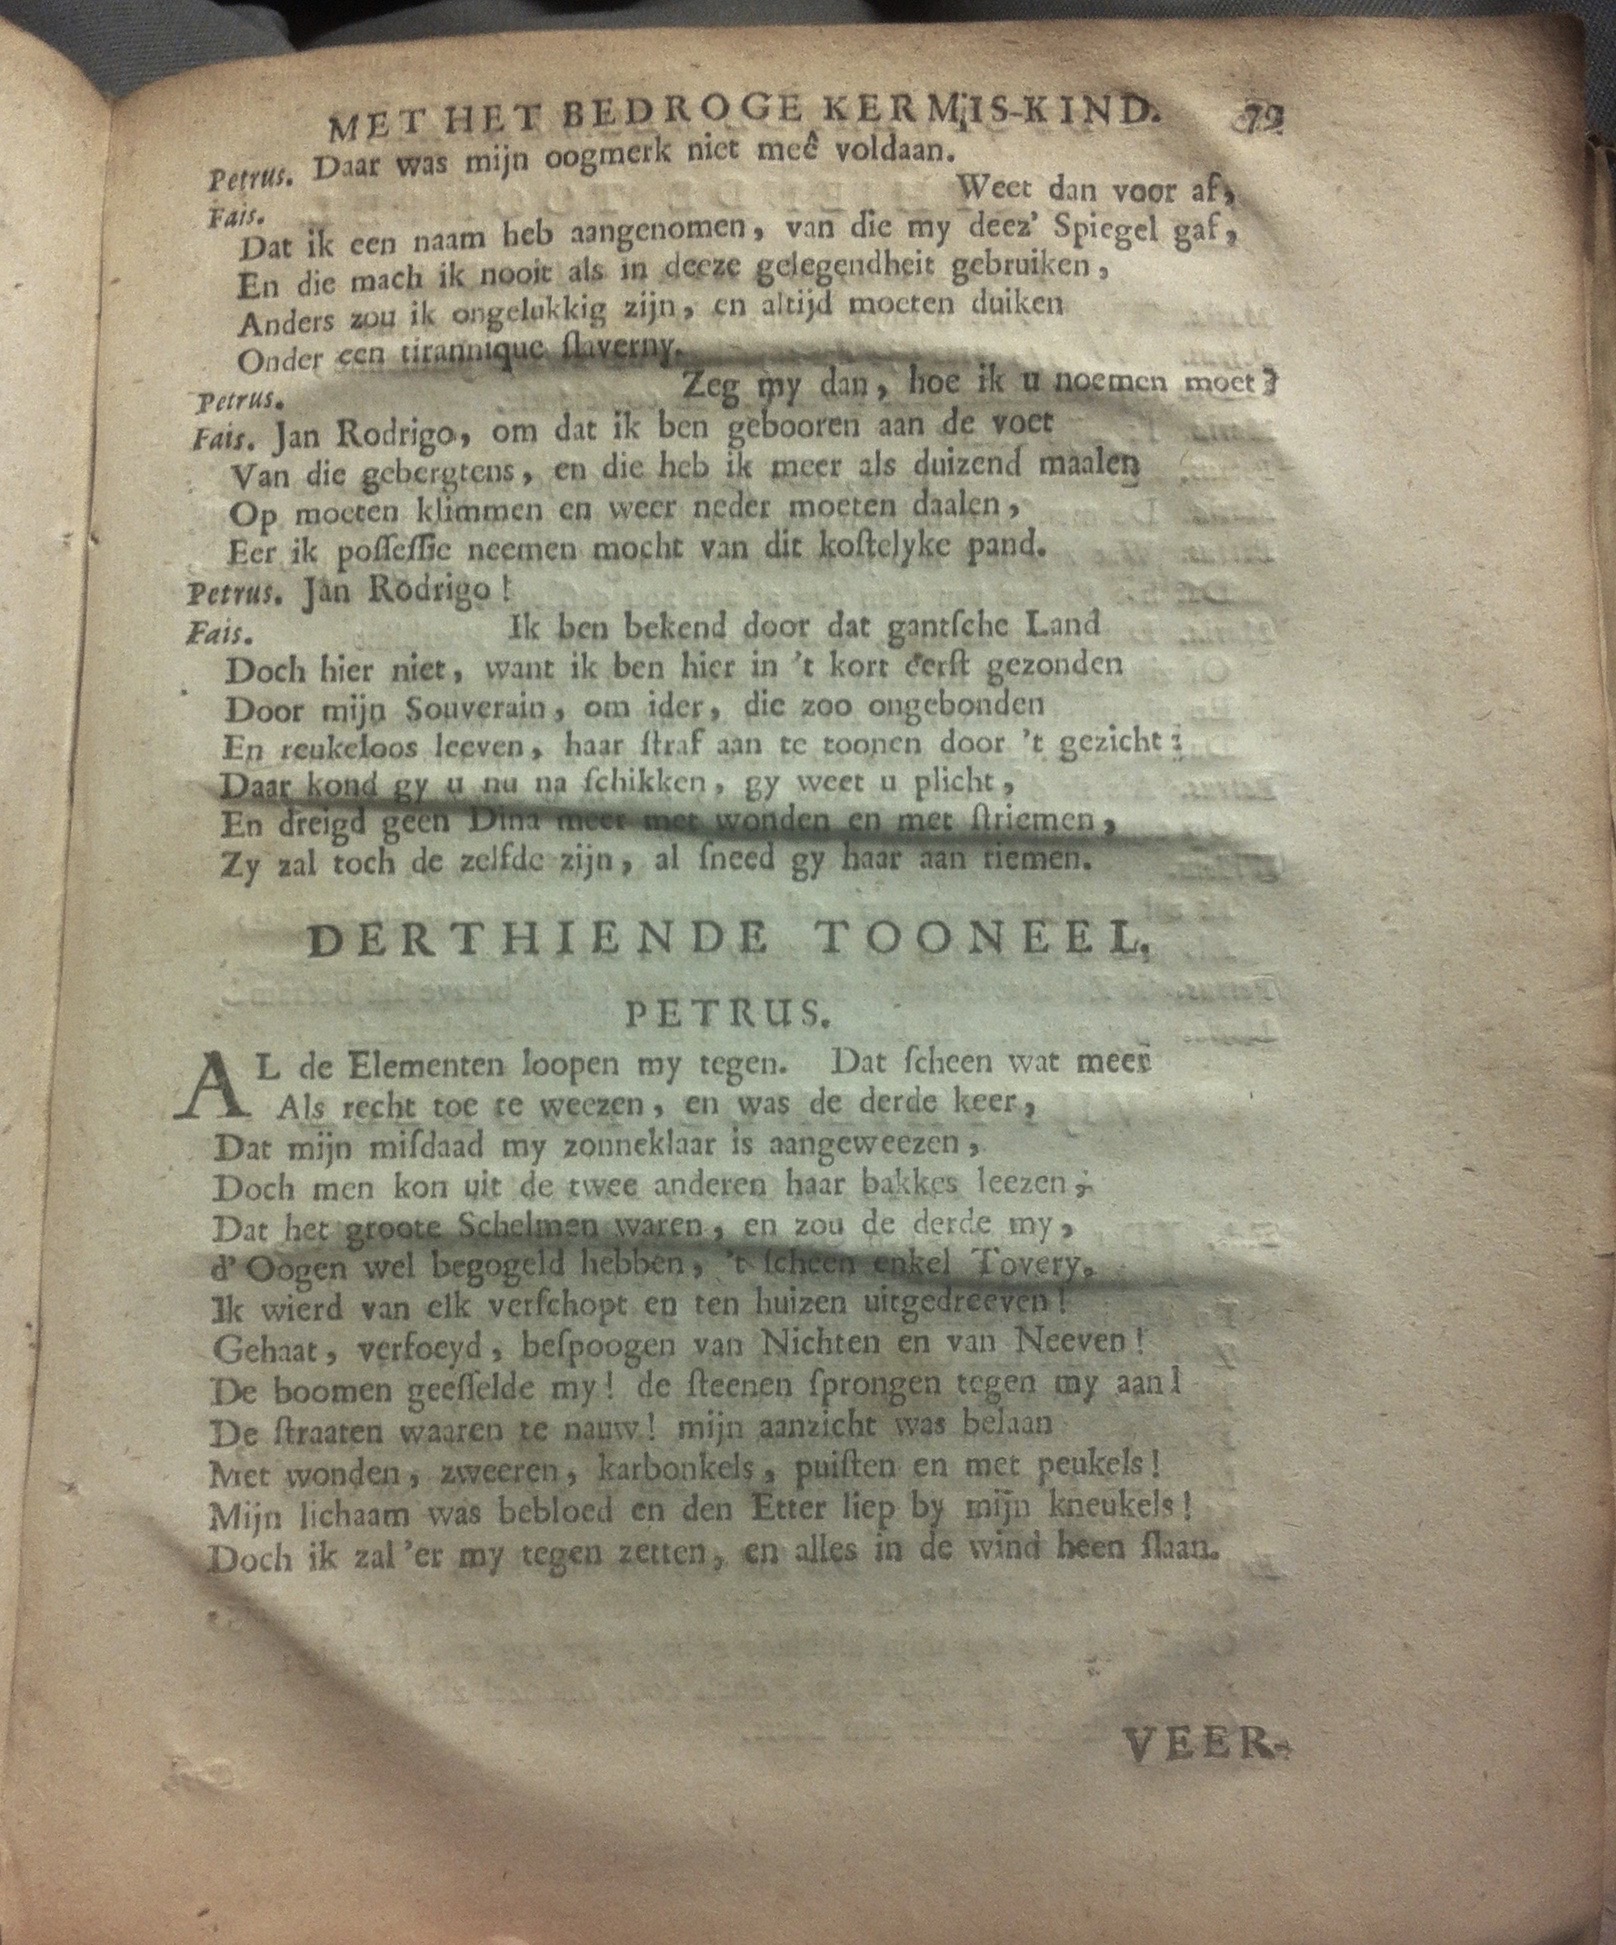 MET HET BEDROGE KERMIS-KIND. 79
Petrus. Daar was mijn oogmerk niet meê voldaan.
Fais. Weet dan voor af,
Dat ik een naam heb aangenomen, van die my deez' Spiegel gaf,
En die mach ik nooit als in deeze gelegendheit gebruiken,
Anders zou ik ongelukkig zijn, en altijd moeten duiken
Onder een tirannique ſlaverny.
Petrus. Zeg my dan, hoe ik u noemen moet?
Fais. Jan Rodrigo, om dat ik ben gebooren aan de voet
Van die gebergtens, en die heb ik meer als duizend maalen
Op moeten klimmen en weer neder moeten daalen,
Eer ik poſſeſſie neemen mocht van dit koſtelyke pand.
Petrus. Jan Rodrigo!
Fais. Ik ben bekend door dat gantſche Land
Doch hier niet, want ik ben hier in 't kort eerſt gezonden
Door mijn Souverain, om ider, die zoo ongebonden
En reukeloos leeven, haar ſtraf aan te toonen door 't gezicht:
Daar kond gy u nu na ſchikken, gy weet u plicht,
En dreigd geen Dina meer met wonden en met ſtriemen,
Zy zal toch de zelfde zijn, al ſneed gy haar aan riemen.
DERTHIENDE TOONEEL,
PETRUS.
AL de Elementen loopen my tegen. Dat ſcheen wat meer
Als recht toe te weezen, en was de derde keer,
Dat mijn miſdaad my zonneklaar is aangeweezen,
Doch men kon uit de twee anderen haar bakkes leezen,
Dat het groote Schelmen waren, en zou de derde my,
d' Oogen wel begogeld hebben, 't ſcheen enkel Tovery.
Ik wierd van elk verſchopt en ten huizen uitgedreeven!
Gehaat, verfoeyd, beſpoogen van Nichten en van Neeven!
De boomen geeſſelde my! de ſteenen ſprongen tegen my aan!
De ſtraaten waaren te nauw! mijn aanzicht was belaan
Met wonden, zweeren, karbonkels, puiſten en met peukels!
Mijn lichaam was bebloed en den Etter liep by mijn kneukels!
Doch ik zal 'er my tegen zetten, en alles in de wind heen ſlaan.
VEER-